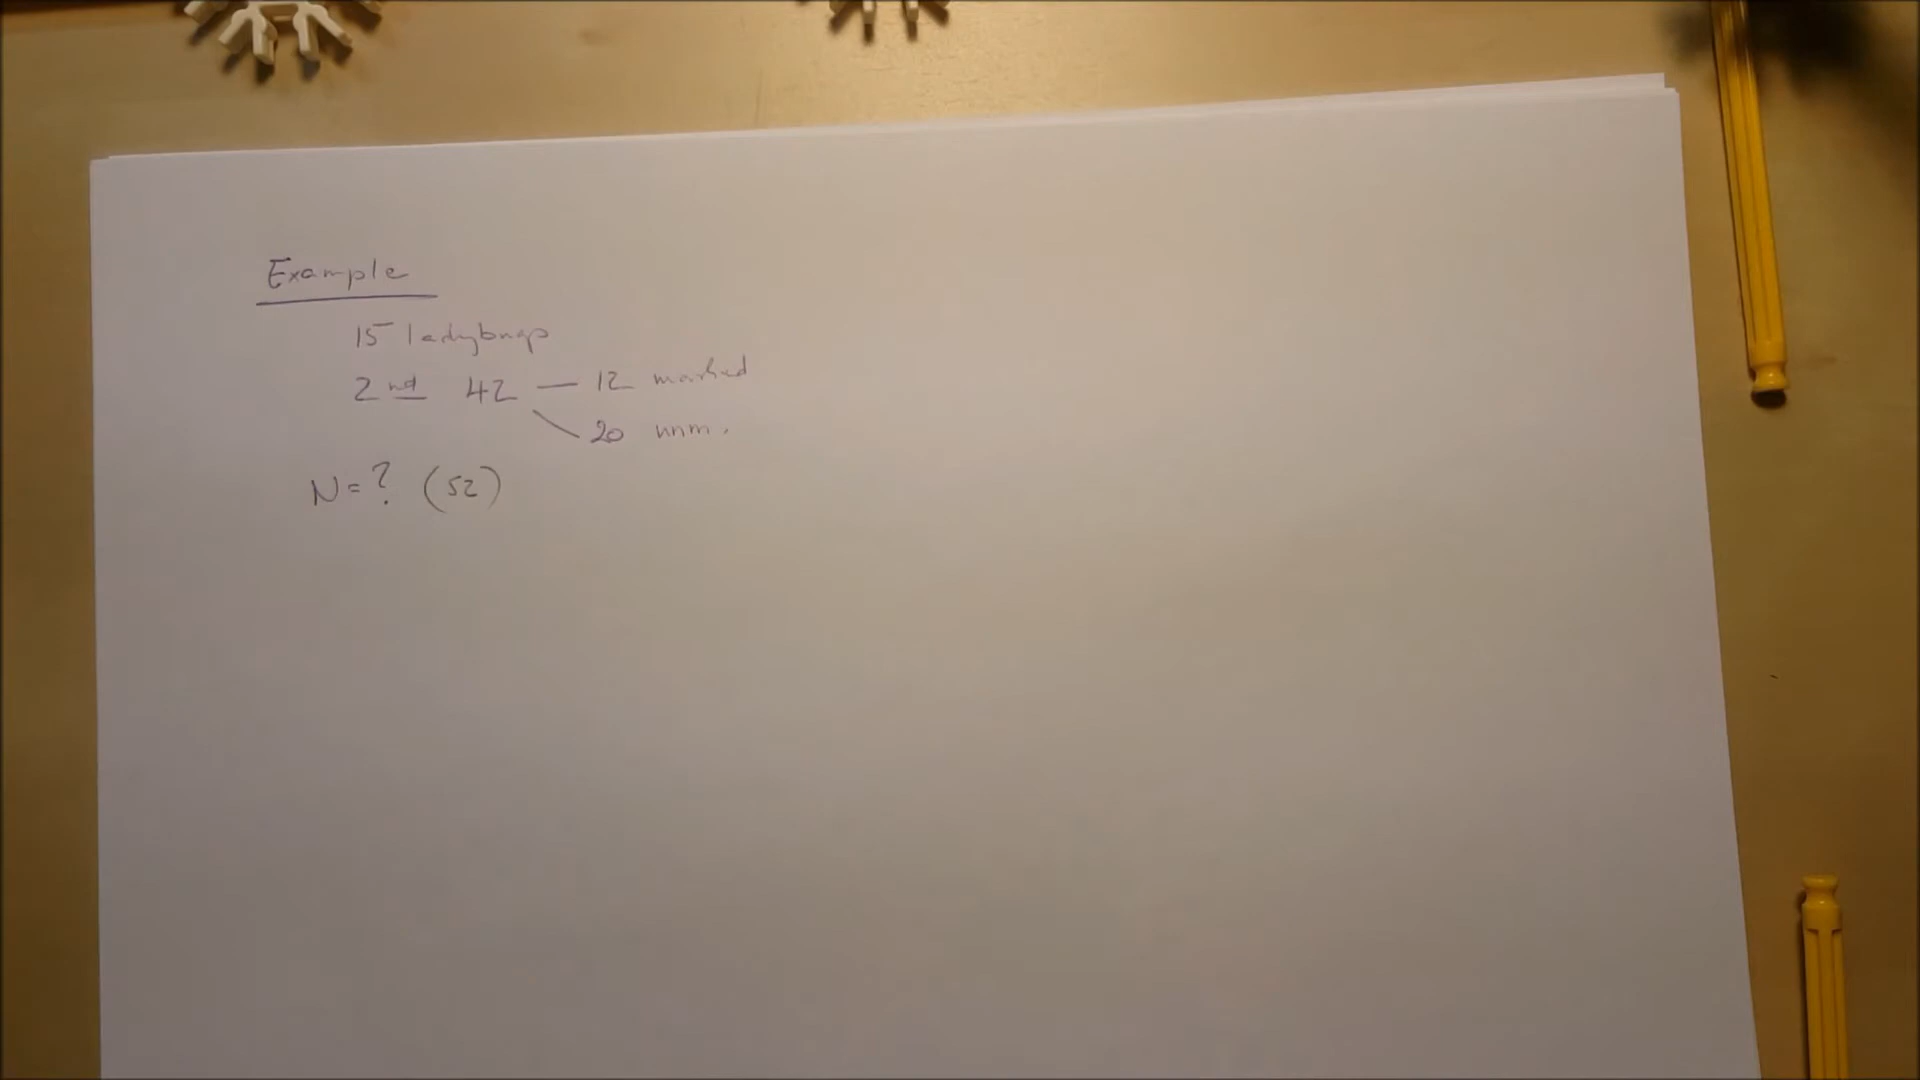 Example
15 ladybugs
2nd 42 — 12 marked
20 unm.
N = ? (52)